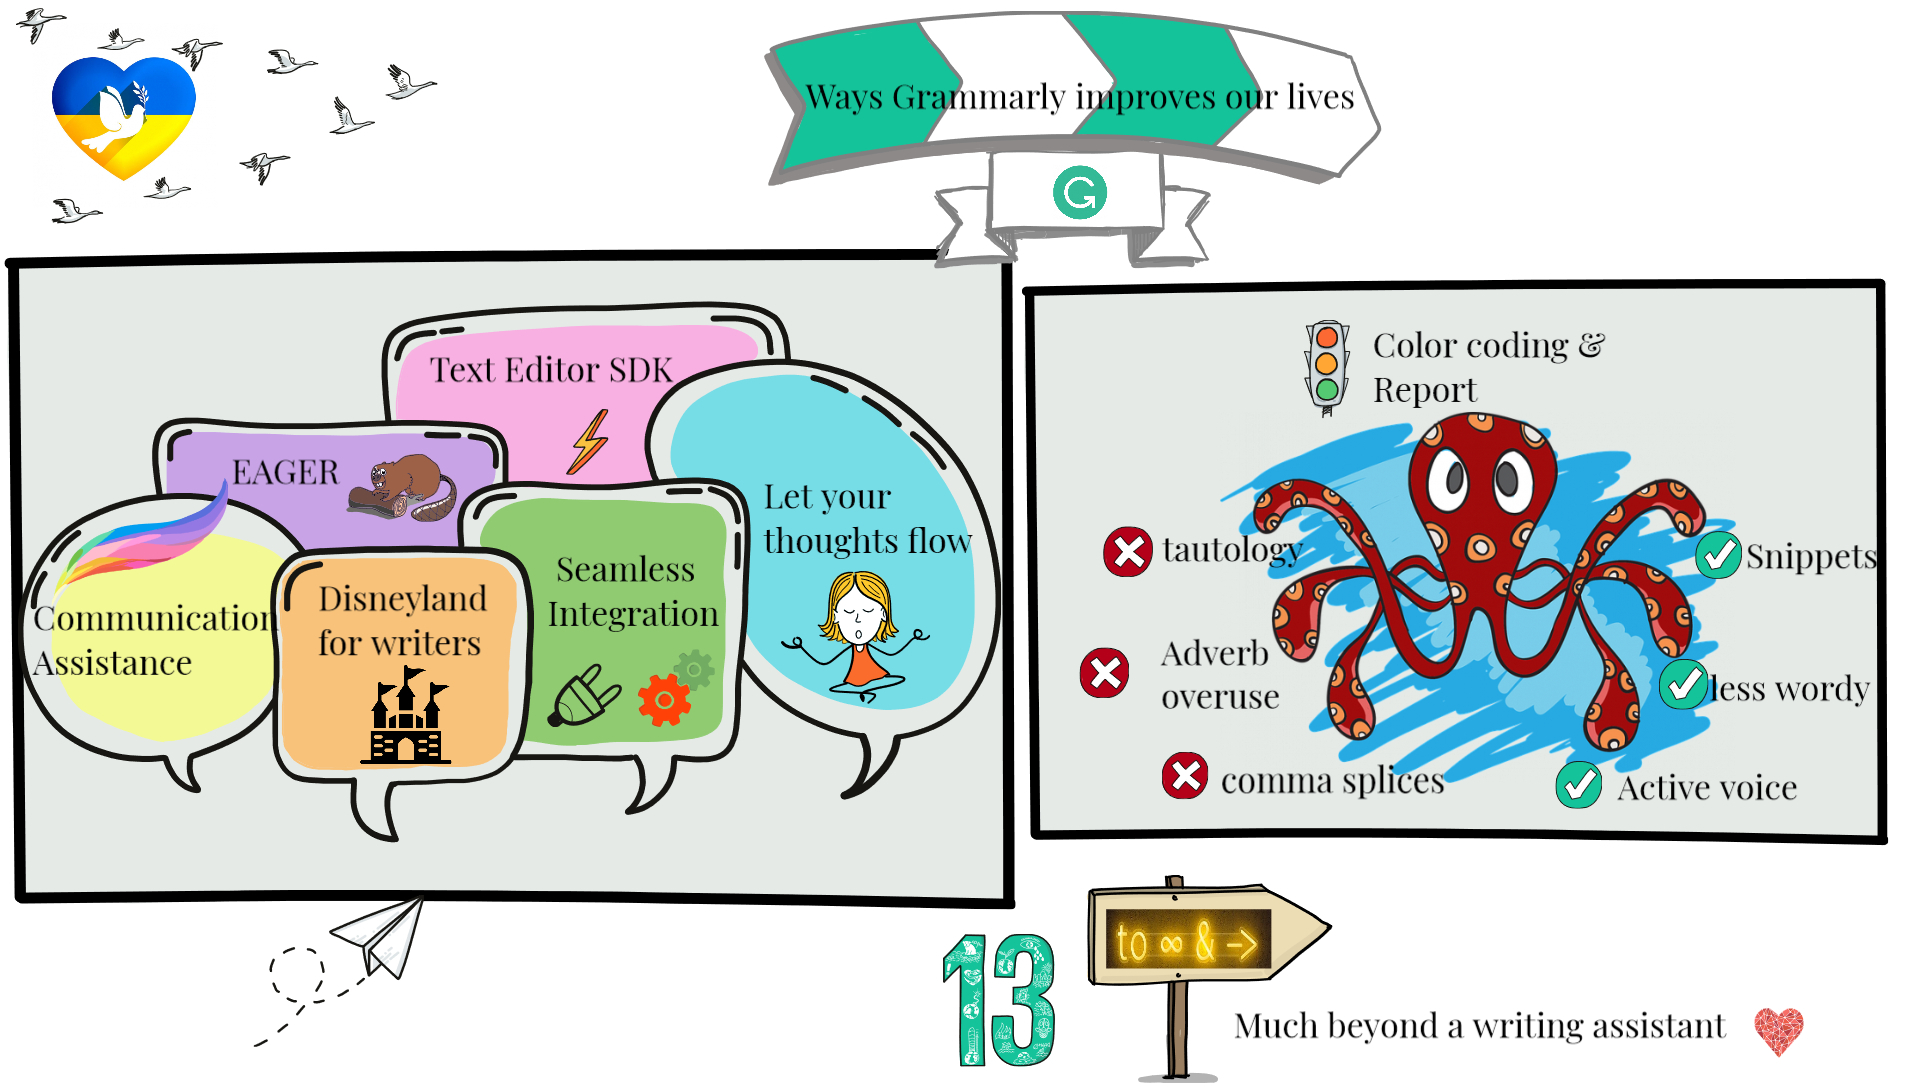 Ways Grammarly improves our lives
G
Text Editor SDK
EAGER
Let your
thoughts flow
Communication
Assistance
Disneyland
for writers
Seamless
Integration
Color coding &
Report
tautology
Snippets
Adverb
overuse
less wordy
comma splices
Active voice
13
to ∞ & ->
Much beyond a writing assistant